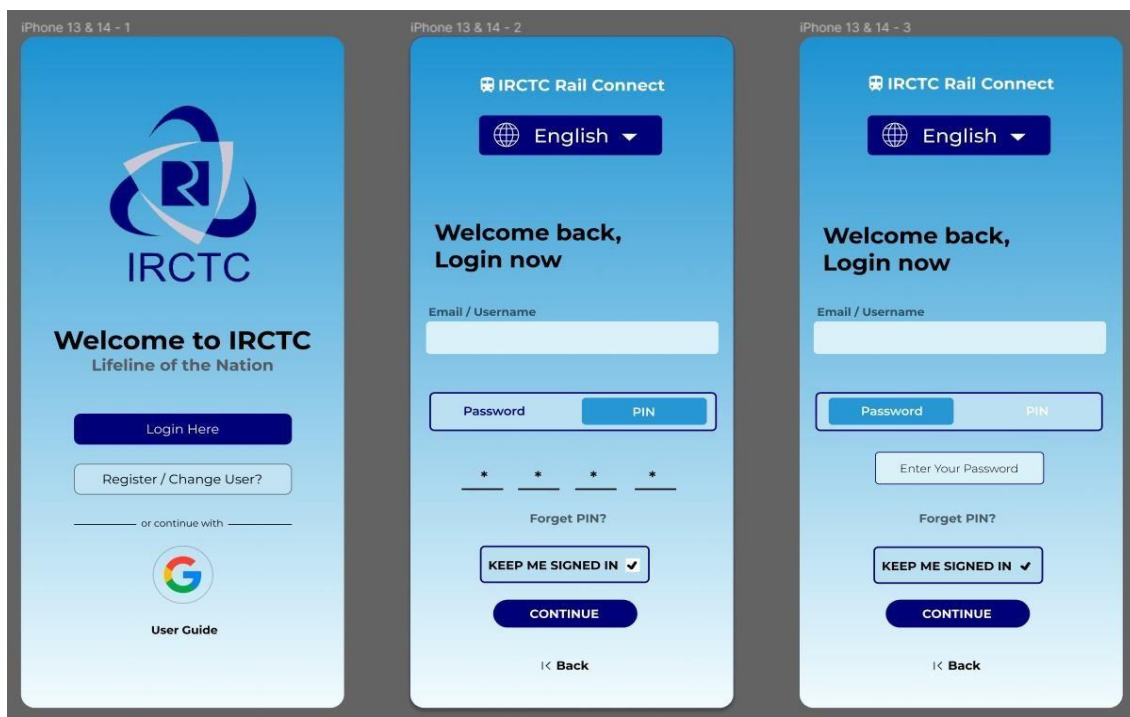 iPhone 13 & 14 - 1
IRCTC
Welcome to IRCTC
Lifeline of the Nation
Login Here
Register / Change User?
or continue with
G
User Guide
iPhone 13 & 14 - 2
IRCTC Rail Connect
English
Welcome back,
Login now
Email / Username
Password PIN
* * * *
Forget PIN?
KEEP ME SIGNED IN
CONTINUE
Back
iPhone 13 & 14 - 3
IRCTC Rail Connect
English
Welcome back,
Login now
Email / Username
Password PIN
Enter Your Password
Forget PIN?
KEEP ME SIGNED IN
CONTINUE
Back